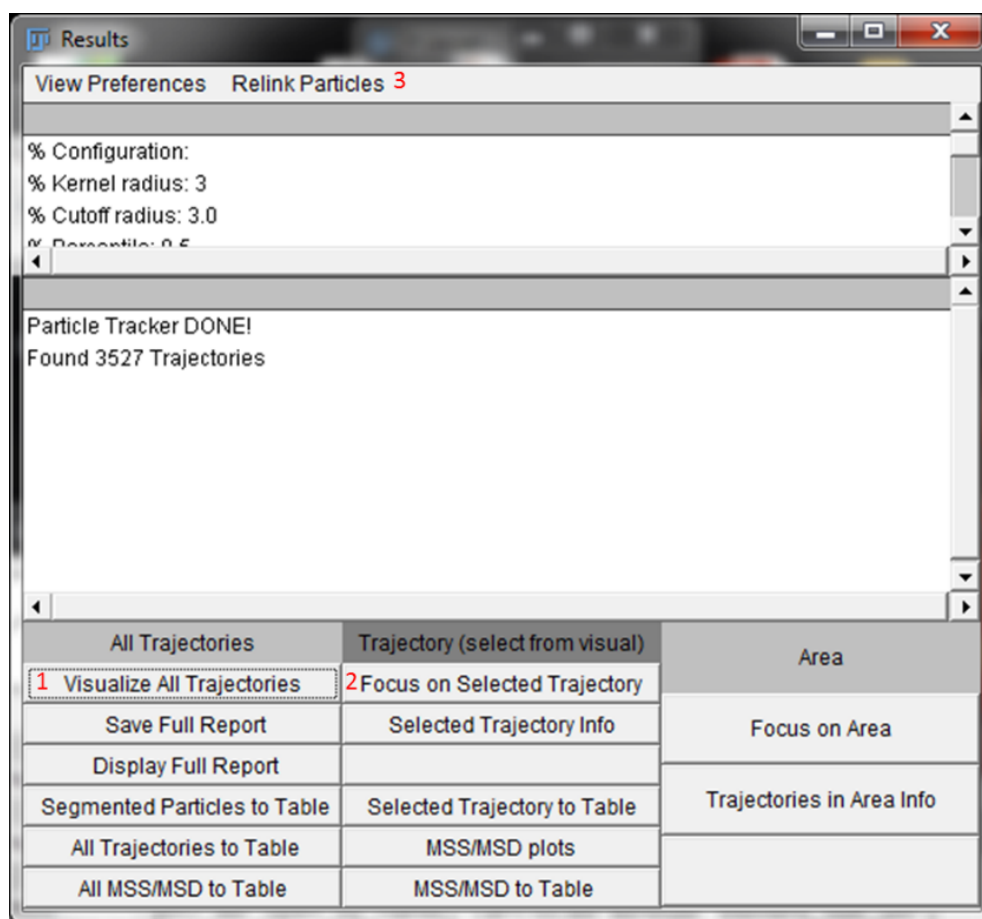 Results
View Preferences Relink Particles 3
% Configuration:
% Kernel radius: 3
% Cutoff radius: 3.0
% Percentile: 0.5
Particle Tracker DONE!
Found 3527 Trajectories
All Trajectories Trajectory (select from visual) Area
1 Visualize All Trajectories 2 Focus on Selected Trajectory
Save Full Report Selected Trajectory Info Focus on Area
Display Full Report
Segmented Particles to Table Selected Trajectory to Table Trajectories in Area Info
All Trajectories to Table MSS/MSD plots
All MSS/MSD to Table MSS/MSD to Table